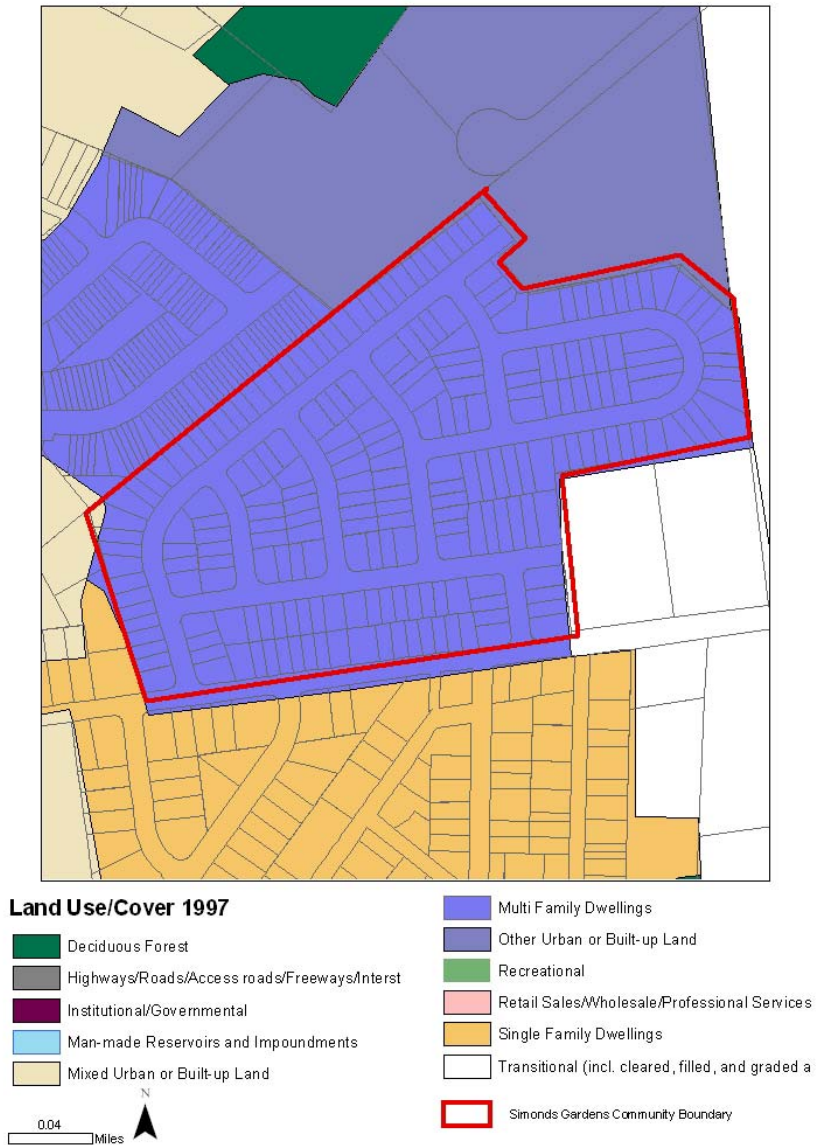 Land Use/Cover 1997
Deciduous Forest
Highways/Roads/Access roads/Freeways/Interst
Institutional/Governmental
Man-made Reservoirs and Impoundments
Mixed Urban or Built-up Land
Multi Family Dwellings
Other Urban or Built-up Land
Recreational
Retail Sales/Wholesale/Professional Services
Single Family Dwellings
Transitional (incl. cleared, filled, and graded a
Simonds Gardens Community Boundary
N
0.04
Miles